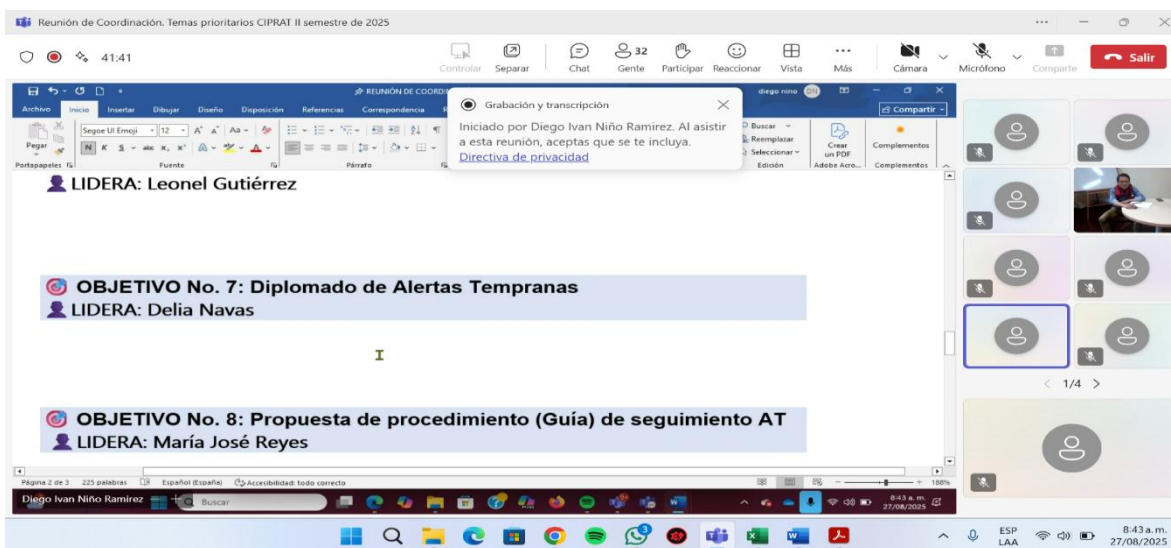 Reunión de Coordinación. Temas prioritarios CIPRAT II semestre de 2025
41:41
Controlar Separar Chat 32 Gente Participar Reaccionar Vista Más Cámara Micrófono Comparte Salir
REUNIÓN DE COORDI
diego nino DN
Archivo Inicio Insertar Dibujar Diseño Disposición Referencias Correspondencia
Compartir
Grabación y transcripción
Iniciado por Diego Ivan Niño Ramirez. Al asistir
a esta reunión, aceptas que se te incluya.
Directiva de privacidad
Pegar
Segoe UI Emoji 12
N K S
Buscar
Reemplazar
Seleccionar
Crear
un PDF
Complementos
Portapapeles Fuente Párrafo Edición Adobe Acro... Complementos
LIDERA: Leonel Gutiérrez
OBJETIVO No. 7: Diplomado de Alertas Tempranas
LIDERA: Delia Navas
OBJETIVO No. 8: Propuesta de procedimiento (Guía) de seguimiento AT
LIDERA: María José Reyes
1/4
Página 2 de 3 225 palabras Español (España) Accesibilidad: todo correcto 188%
Diego Ivan Niño Ramirez
Buscar
8:43 a. m.
27/08/2025
3
ESP
LAA
8:43 a. m.
27/08/2025